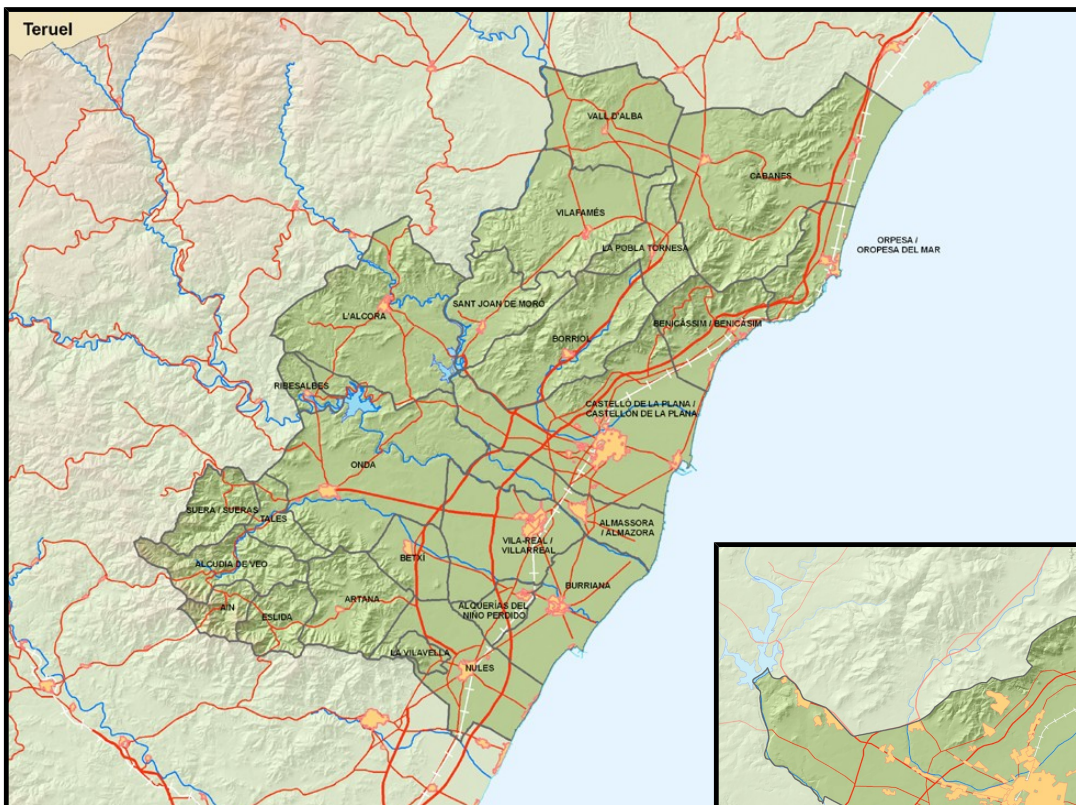 Teruel
VALL D'ALBA
CABANES
VILAFAMÉS
ORPESA /
OROPESA DEL MAR
LA POBLA TORNESA
SANT JOAN DE MORÓ
L'ALCORA
BENICÀSSIM / BENICASIM
BORRIOL
RIBESALBES
CASTELLÓ DE LA PLANA /
CASTELLÓN DE LA PLANA
ONDA
SUERA / SUERAS
TALES
ALMASSORA
/ ALMAZORA
VILA-REAL /
VILLARREAL
BETXÍ
ALCUDIA DE VEO
BURRIANA
ARTANA
AÍN
ALQUERÍAS DEL
NIÑO PERDIDO
ESLIDA
LA VILAVELLA
NULES